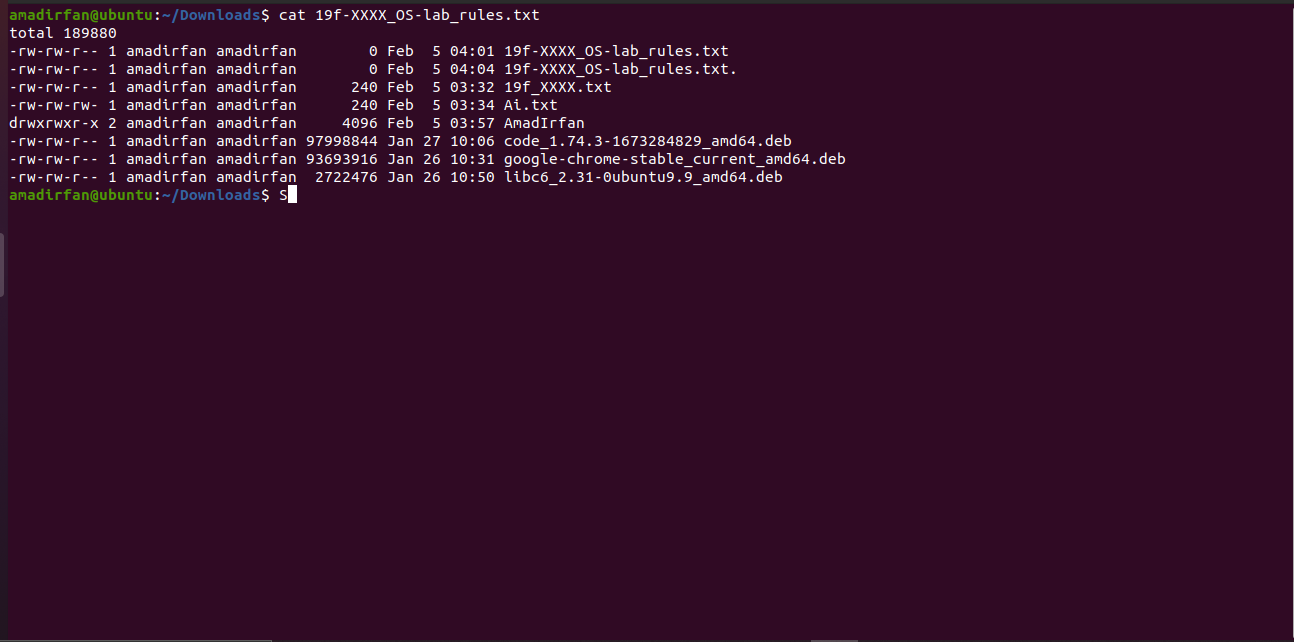 amadirfan@ubuntu:~/Downloads$ cat 19f-XXXX_OS-lab_rules.txt
total 189880
-rw-rw-r-- 1 amadirfan amadirfan        0 Feb  5 04:01 19f-XXXX_OS-lab_rules.txt
-rw-rw-r-- 1 amadirfan amadirfan        0 Feb  5 04:04 19f-XXXX_OS-lab_rules.txt.
-rw-rw-r-- 1 amadirfan amadirfan      240 Feb  5 03:32 19f_XXXX.txt
-rw-rw-rw- 1 amadirfan amadirfan      240 Feb  5 03:34 Ai.txt
drwxrwxr-x 2 amadirfan amadirfan     4096 Feb  5 03:57 AmadIrfan
-rw-rw-r-- 1 amadirfan amadirfan 97998844 Jan 27 10:06 code_1.74.3-1673284829_amd64.deb
-rw-rw-r-- 1 amadirfan amadirfan 93693916 Jan 26 10:31 google-chrome-stable_current_amd64.deb
-rw-rw-r-- 1 amadirfan amadirfan  2722476 Jan 26 10:50 libc6_2.31-0ubuntu9.9_amd64.deb
amadirfan@ubuntu:~/Downloads$ S